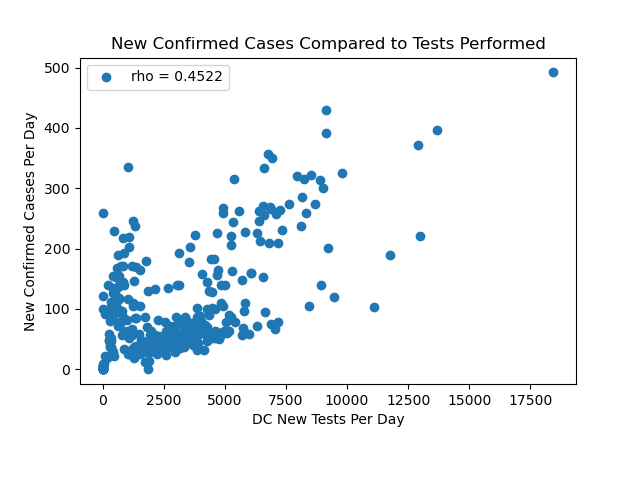 New Confirmed Cases Compared to Tests Performed
rho = 0.4522
New Confirmed Caeses Per Day
500
400
300
200
100
0
0 2500 5000 7500 10000 12500 15000 17500
DC New Tests Per Day